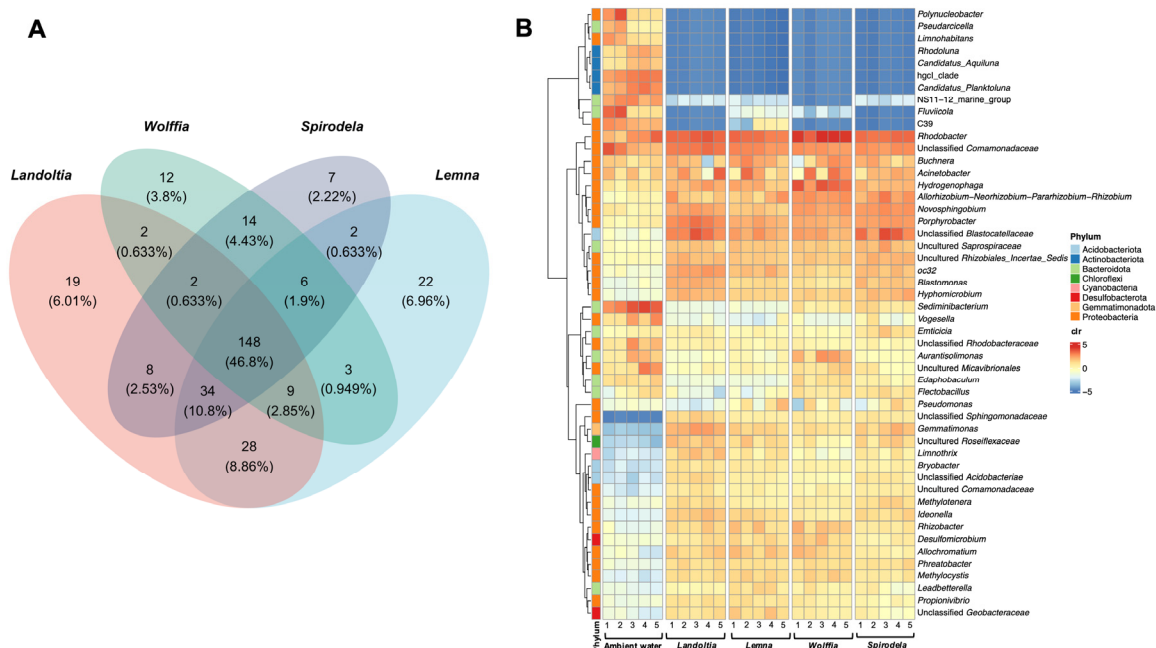 A
Wolffia
Spirodela
Landoltia
Lemna
12
(3.8%)
7
(2.22%)
2
(0.633%)
14
(4.43%)
2
(0.633%)
19
(6.01%)
2
(0.633%)
6
(1.9%)
22
(6.96%)
148
(46.8%)
8
(2.53%)
34
(10.8%)
9
(2.85%)
3
(0.949%)
28
(8.86%)
B
Polynucleobacter
Pseudarcicella
Limnohabitans
Rhodoluna
Candidatus_Aquiluna
hgcI_clade
Candidatus_Planktoluna
NS11-12_marine_group
Fluviicola
C39
Rhodobacter
Unclassified Comamonadaceae
Buchnera
Acinetobacter
Hydrogenophaga
Allorhizobium-Neorhizobium-Pararhizobium-Rhizobium
Novosphingobium
Porphyrobacter
Unclassified Blastocatellaceae
Uncultured Saprospiraceae
Uncultured Rhizobiales_Incertae_Sedis
oc32
Blastomonas
Hyphomicrobium
Sediminibacterium
Vogesella
Emticicia
Unclassified Rhodobacteraceae
Aurantisolimonas
Uncultured Micavibrionales
Edaphobaculum
Flectobacillus
Pseudomonas
Unclassified Sphingomonadaceae
Gemmatimonas
Uncultured Roseiflexaceae
Limnothrix
Bryobacter
Unclassified Acidobacteriae
Uncultured Comamonadaceae
Methylotenera
Ideonella
Rhizobacter
Desulfomicrobium
Allochromatium
Phreatobacter
Methylocystis
Leadbetterella
Propionivibrio
Unclassified Geobacteraceae
Phylum
Acidobacteriota
Actinobacteriota
Bacteroidota
Chloroflexi
Cyanobacteria
Desulfobacterota
Gemmatimonadota
Proteobacteria
clr
5
0
−5
1 2 3 4 5 1 2 3 4 5 1 2 3 4 5 1 2 3 4 5 1 2 3 4 5
Phylum
Ambient water Landoltia Lemna Wolffia Spirodela